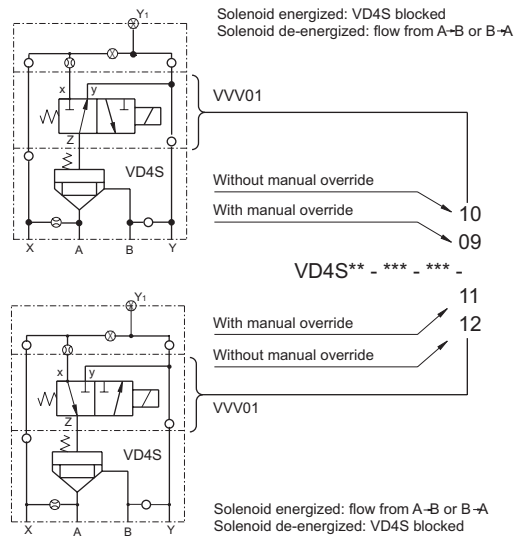 Solenoid energized: VD4S blocked
Solenoid de-energized: flow from A→B or B→A
Y1
x
y
VVV01
Z
VD4S
X
A
B
Y
Without manual override
10
With manual override
09
VD4S** - *** - *** -
11
With manual override
12
Without manual override
Y1
x
y
VVV01
Z
VD4S
X
A
B
Y
Solenoid energized: flow from A→B or B→A
Solenoid de-energized: VD4S blocked